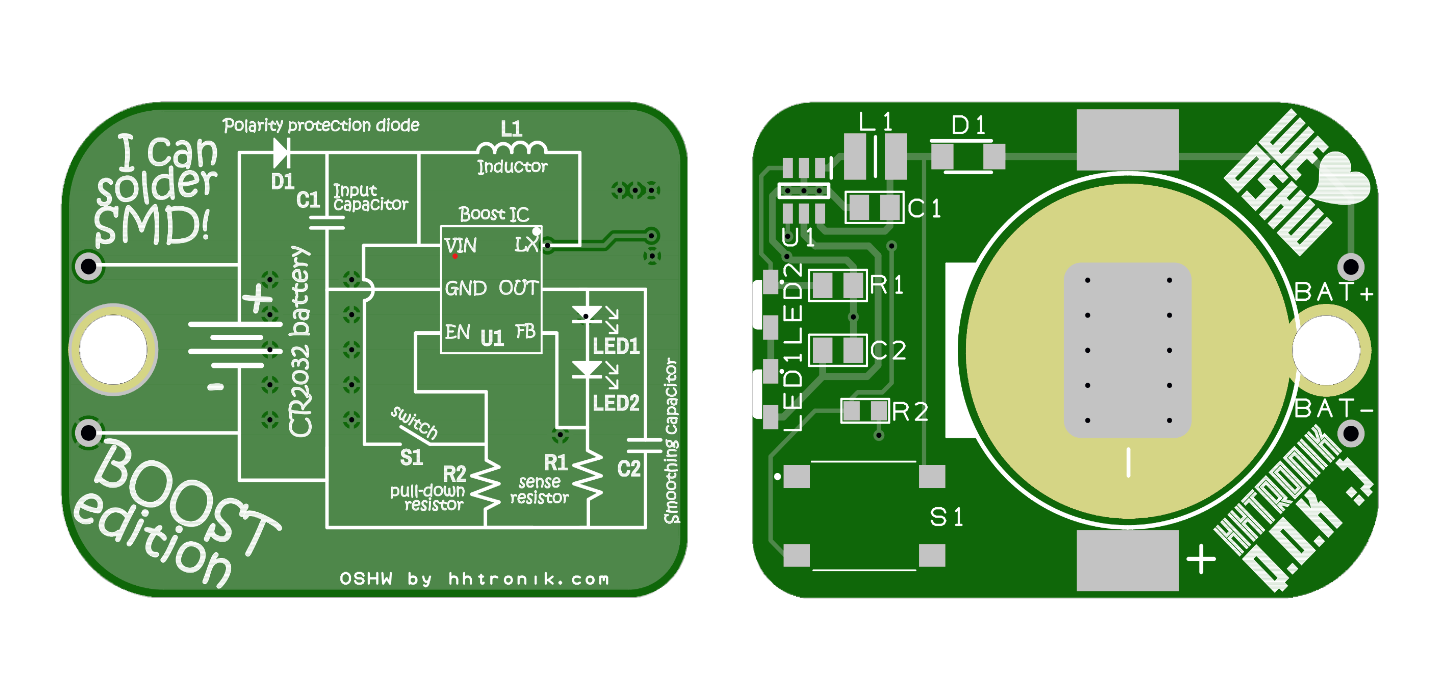 Polarity protection diode
I can
solder
SMD!
D1
C1
Input
capacitor
L1
Inductor
Boost IC
VIN
LX
GND
OUT
EN
FB
U1
+
CR2032 battery
-
LED1
LED2
switch
S1
R2
pull-down
resistor
R1
sense
resistor
C2
Smoothing capacitor
BOOST
edition
OSHW by hhtronik.com
L1
D1
C1
U1
R1
LED2
C2
LED1
R2
S1
BAT+
BAT-
+
HHTRONIK